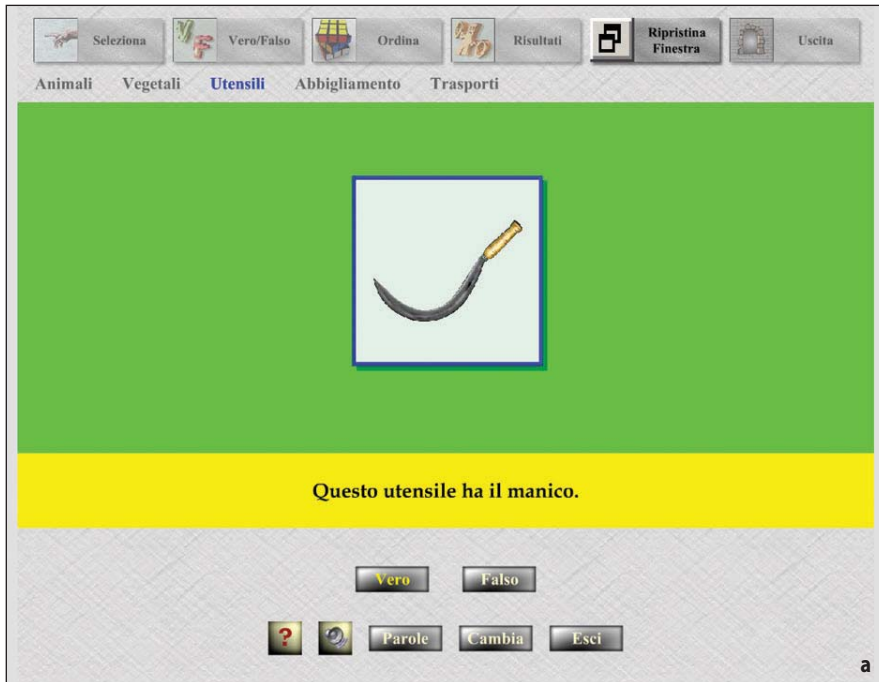 Seleziona
Vero/Falso
Ordina
Risultati
Ripristina
Finestra
Uscita
Animali Vegetali Utensili Abbigliamento Trasporti
Questo utensile ha il manico.
Vero Falso
? Parole Cambia Esci
a